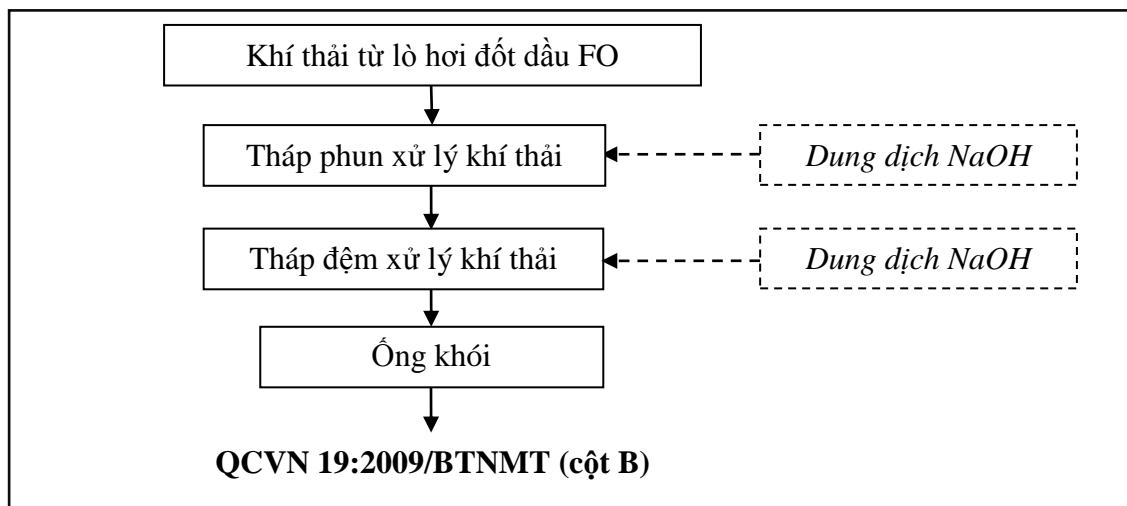 Khí thải từ lò hơi đốt dầu FO
Tháp phun xử lý khí thải
Dung dịch NaOH
Tháp đệm xử lý khí thải
Dung dịch NaOH
Ống khói
QCVN 19:2009/BTNMT (cột B)